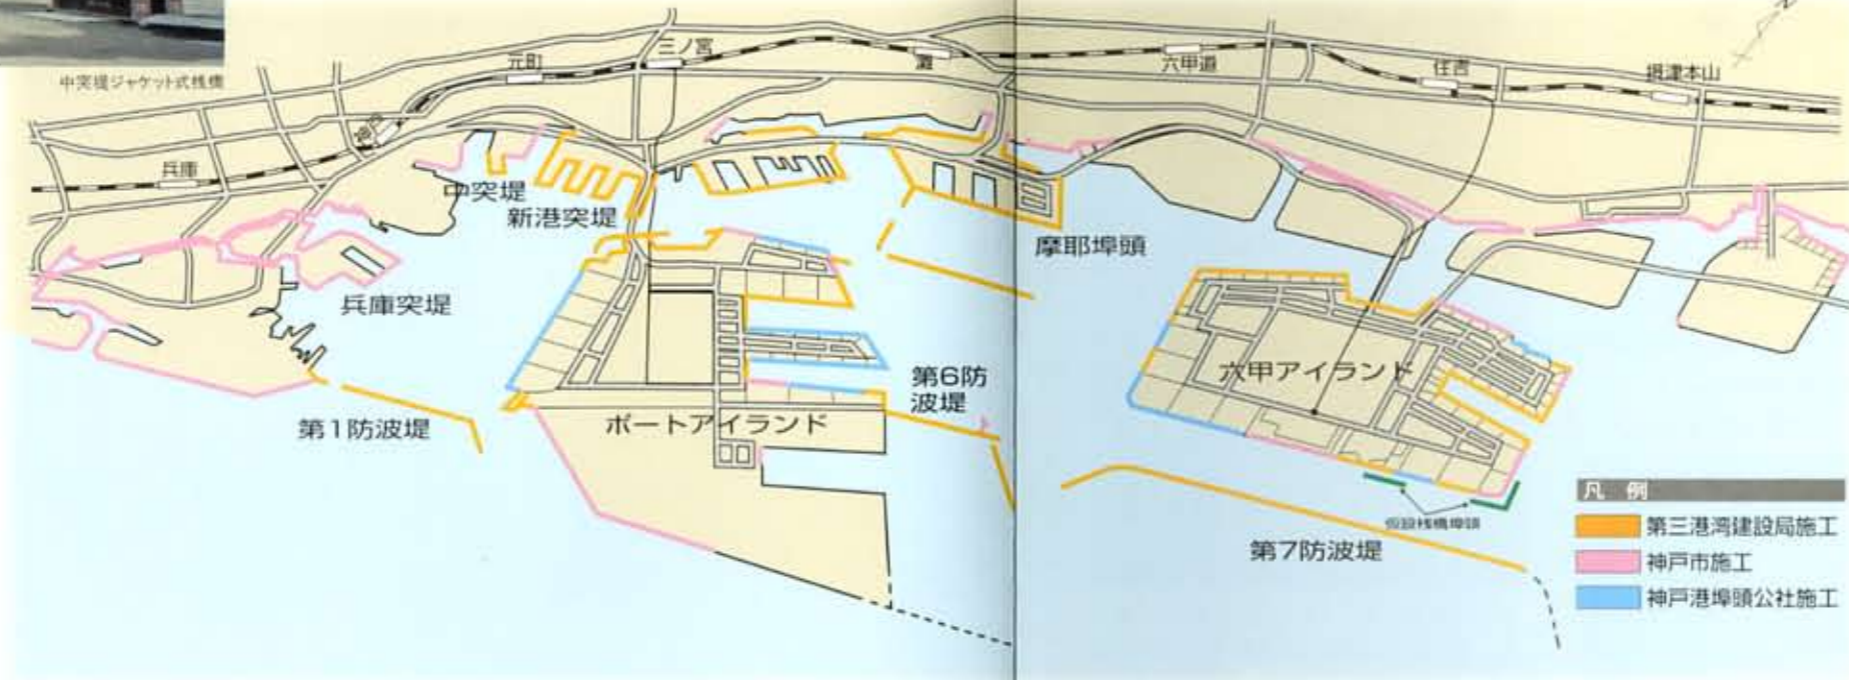 中突堤ジャケット式桟橋
兵庫
神戸
元町
三ノ宮
灘
六甲道
住吉
摂津本山
N
中突堤
新港突堤
兵庫突堤
摩耶埠頭
第1防波堤
ポートアイランド
第6防
波堤
六甲アイランド
仮設桟橋埠頭
第7防波堤
凡 例
第三港湾建設局施工
神戸市施工
神戸港埠頭公社施工